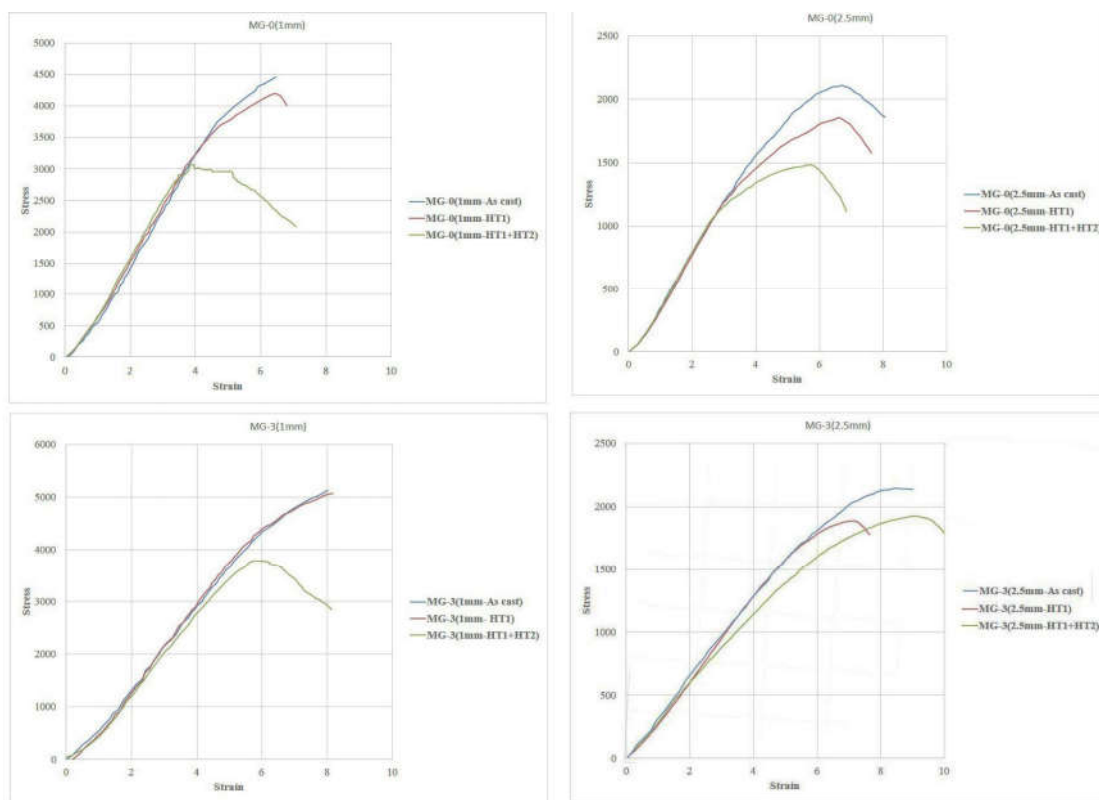 MG-0(1mm)
5000
4500
4000
3500
3000
2500
2000
1500
1000
500
0
0 2 4 6 8 10
Stress
Strain
MG-0(1mm-As cast)
MG-0(1mm-HT1)
MG-0(1mm-HT1+HT2)
MG-0(2.5mm)
2500
2000
1500
1000
500
0
0 2 4 6 8 10
Stress
Strain
MG-0(2.5mm-As cast)
MG-0(2.5mm-HT1)
MG-0(2.5mm-HT1+HT2)
MG-3(1mm)
6000
5000
4000
3000
2000
1000
0
0 2 4 6 8 10
Stress
Strain
MG-3(1mm-As cast)
MG-3(1mm- HT1)
MG-3(1mm-HT1+HT2)
MG-3(2.5mm)
2500
2000
1500
1000
500
0
0 2 4 6 8 10
Stress
Strain
MG-3(2.5mm-As cast)
MG-3(2.5mm-HT1)
MG-3(2.5mm-HT1+HT2)